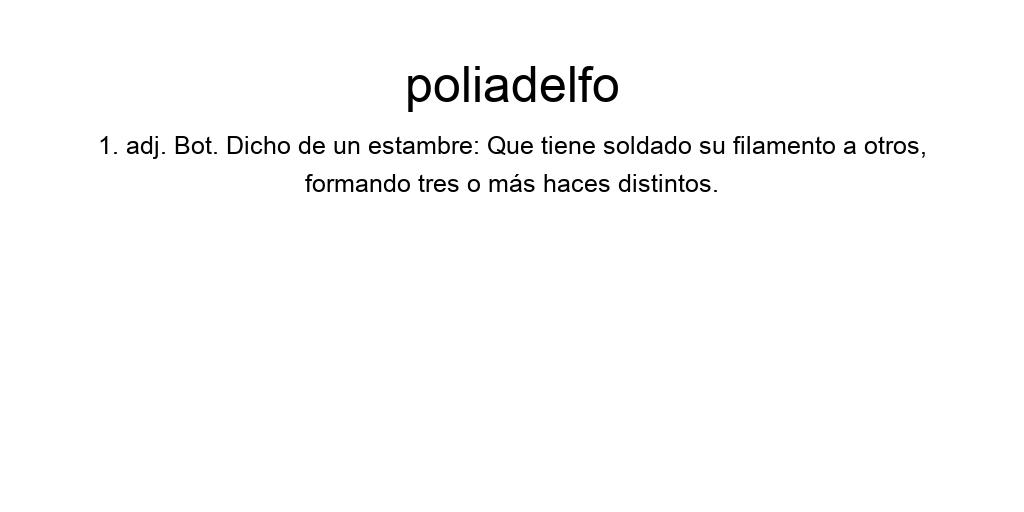 poliadelfo
1. adj. Bot. Dicho de un estambre: Que tiene soldado su filamento a otros,
formando tres o más haces distintos.